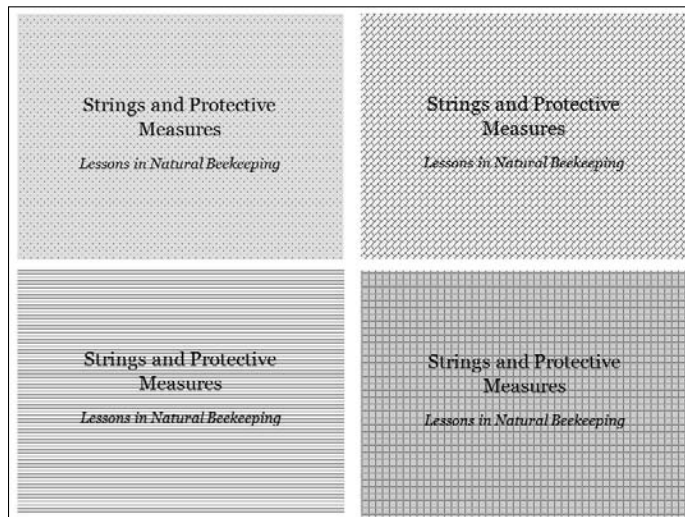 Strings and Protective
Measures
Lessons in Natural Beekeeping
Strings and Protective
Measures
Lessons in Natural Beekeeping
Strings and Protective
Measures
Lessons in Natural Beekeeping
Strings and Protective
Measures
Lessons in Natural Beekeeping